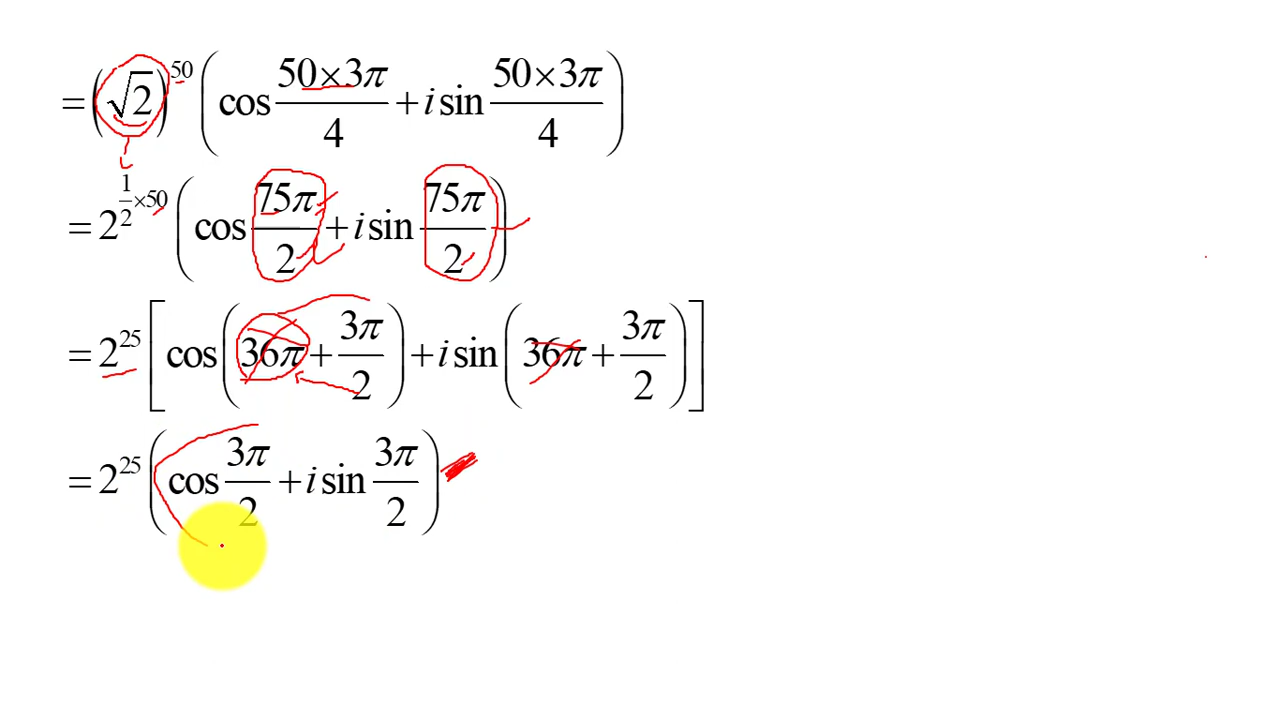 = (√2)^50 (cos 50×3π/4 + i sin 50×3π/4)
= 2^(1/2×50) (cos 75π/2 + i sin 75π/2)
= 2^25 [cos(36π + 3π/2) + i sin(36π + 3π/2)]
= 2^25 (cos 3π/2 + i sin 3π/2)